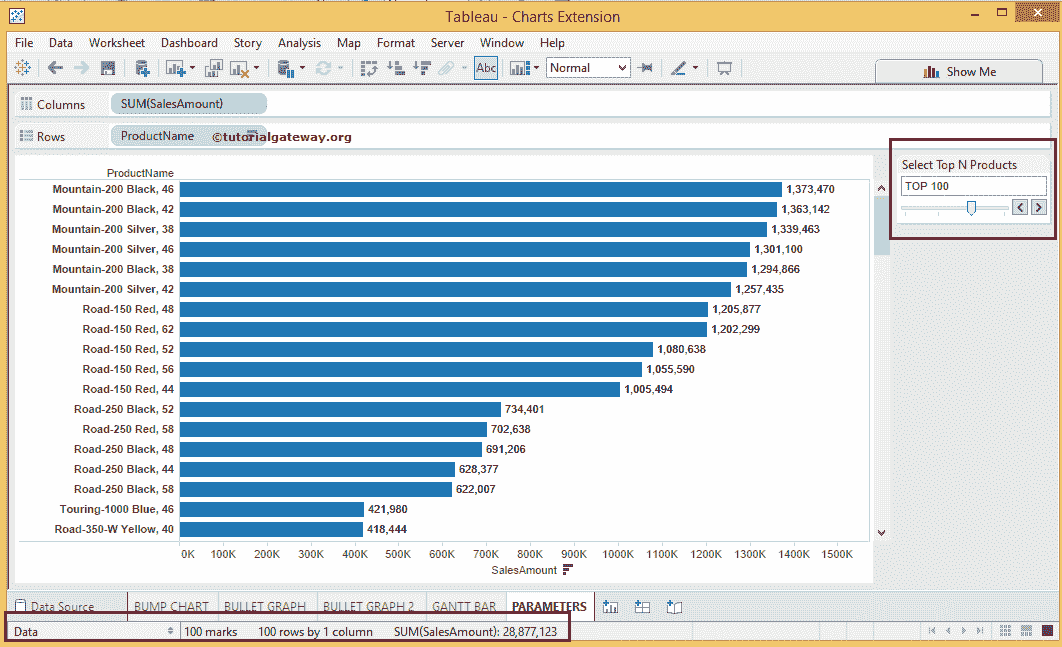 Tableau - Charts Extension
File Data Worksheet Dashboard Story Analysis Map Format Server Window Help
Abc Normal Show Me
Columns SUM(SalesAmount)
Rows ProductName ©tutorialgateway.org
Select Top N Products
TOP 100
ProductName
Mountain-200 Black, 46 1,373,470
Mountain-200 Black, 42 1,363,142
Mountain-200 Silver, 38 1,339,463
Mountain-200 Silver, 46 1,301,100
Mountain-200 Black, 38 1,294,866
Mountain-200 Silver, 42 1,257,435
Road-150 Red, 48 1,205,877
Road-150 Red, 62 1,202,299
Road-150 Red, 52 1,080,638
Road-150 Red, 56 1,055,590
Road-150 Red, 44 1,005,494
Road-250 Black, 52 734,401
Road-250 Red, 58 702,638
Road-250 Black, 48 691,206
Road-250 Black, 44 628,377
Road-250 Black, 58 622,007
Touring-1000 Blue, 46 421,980
Road-350-W Yellow, 40 418,444
0K 100K 200K 300K 400K 500K 600K 700K 800K 900K 1000K 1100K 1200K 1300K 1400K 1500K
SalesAmount
Data Source BUMP CHART BULLET GRAPH BULLET GRAPH 2 GANTT BAR PARAMETERS
Data 100 marks 100 rows by 1 column SUM(SalesAmount): 28,877,123